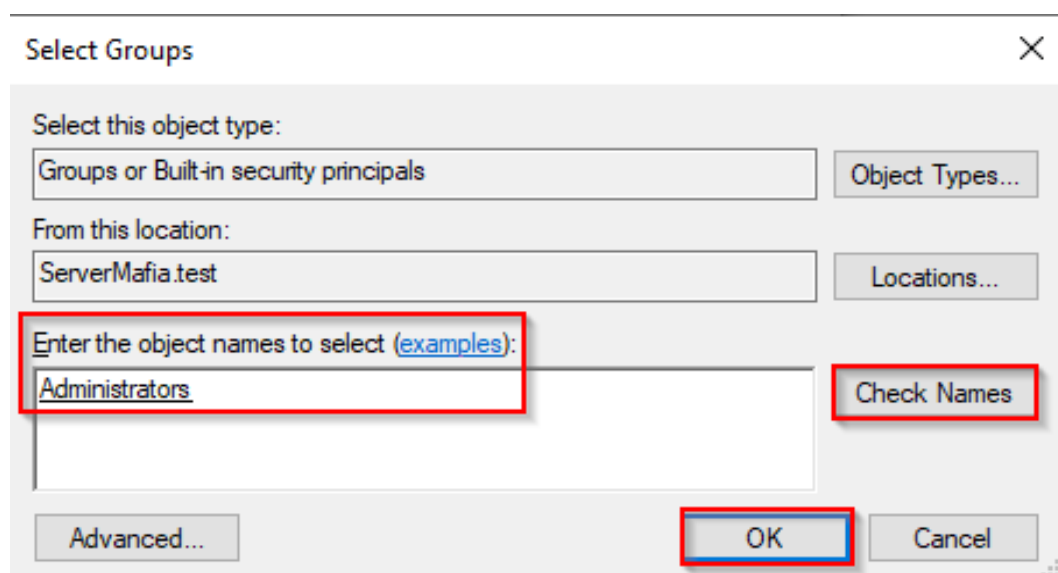 Select Groups
Select this object type:
Groups or Built-in security principals
Object Types...
From this location:
ServerMafia.test
Locations...
Enter the object names to select (examples):
Administrators
Check Names
Advanced...
OK
Cancel